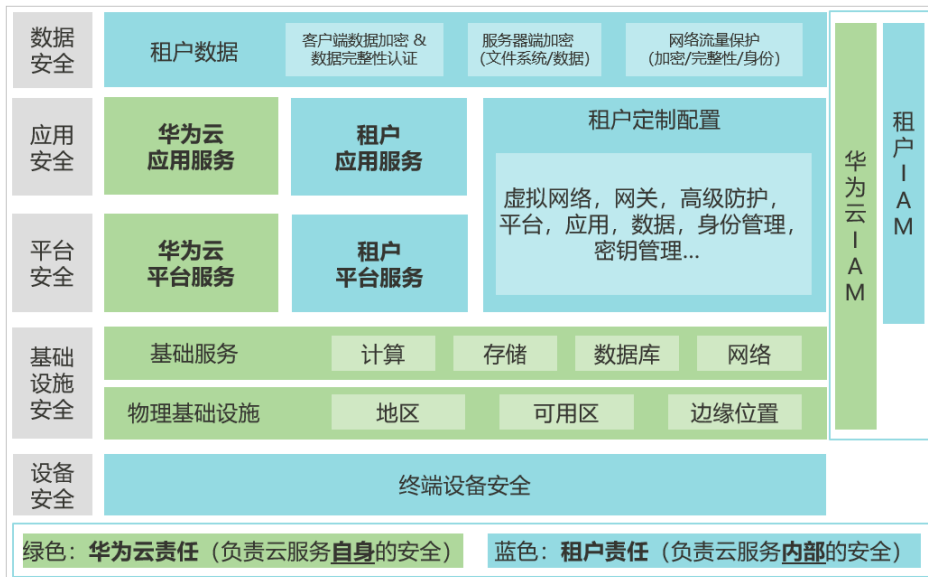 数据
安全
租户数据
客户端数据加密 &
数据完整性认证
服务器端加密
(文件系统/数据)
网络流量保护
(加密/完整性/身份)
应用
安全
华为云
应用服务
租户
应用服务
租户定制配置
虚拟网络，网关，高级防护，
平台，应用，数据，身份管理，
密钥管理...
平台
安全
华为云
平台服务
租户
平台服务
基础
设施
安全
基础服务
计算
存储
数据库
网络
物理基础设施
地区
可用区
边缘位置
设备
安全
终端设备安全
华为云IAM
租户IAM
绿色：华为云责任（负责云服务自身的安全）
蓝色：租户责任（负责云服务内部的安全）